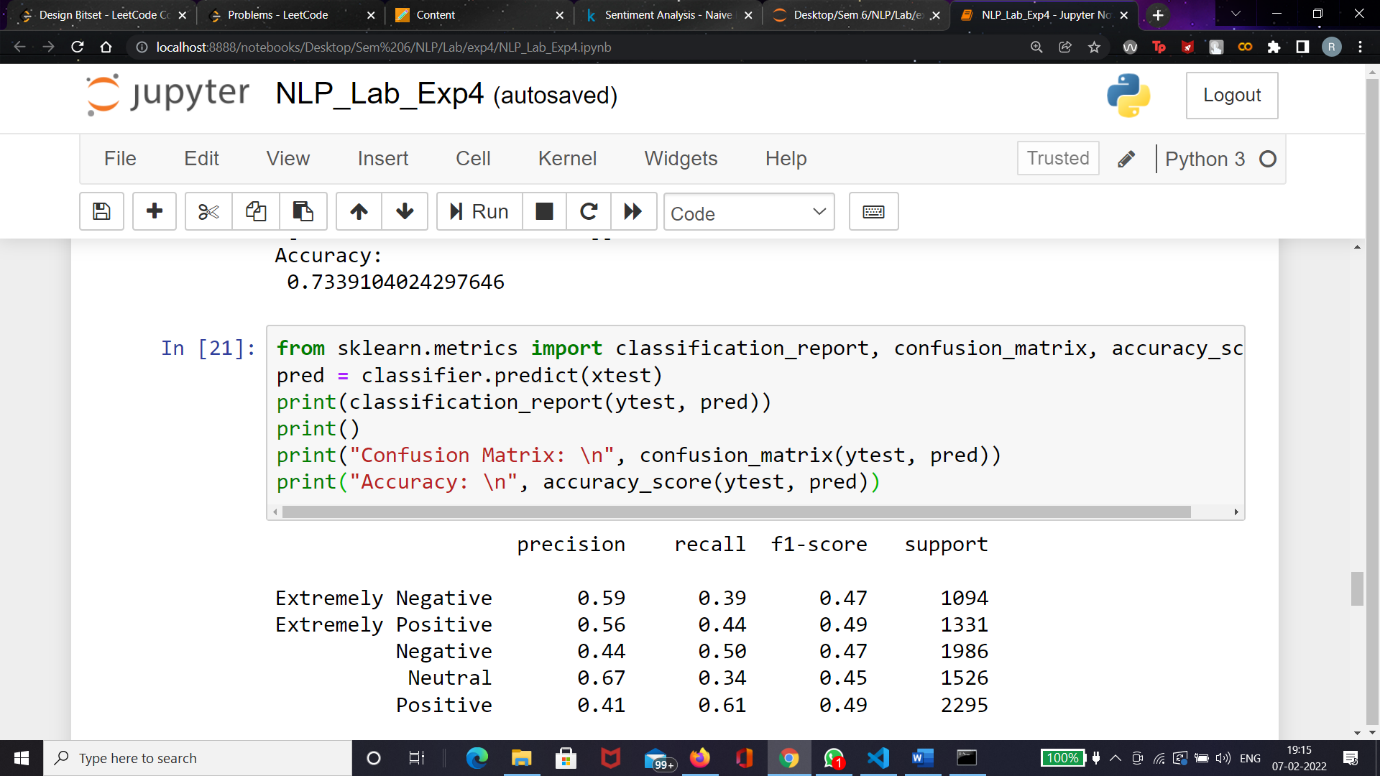 Design Bitset - LeetCode Co
Problems - LeetCode
Content
Sentiment Analysis - Naive
Desktop/Sem 6/NLP/Lab/e
NLP_Lab_Exp4 - Jupyter No
localhost:8888/notebooks/Desktop/Sem%206/NLP/Lab/exp4/NLP_Lab_Exp4.ipynb
Tp
R
jupyter NLP_Lab_Exp4 (autosaved)
Logout
File Edit View Insert Cell Kernel Widgets Help
Trusted
Python 3
Run
Code
Accuracy:
0.7339104024297646
In [21]:
from sklearn.metrics import classification_report, confusion_matrix, accuracy_sc
pred = classifier.predict(xtest)
print(classification_report(ytest, pred))
print()
print("Confusion Matrix: \n", confusion_matrix(ytest, pred))
print("Accuracy: \n", accuracy_score(ytest, pred))
precision recall f1-score support
Extremely Negative 0.59 0.39 0.47 1094
Extremely Positive 0.56 0.44 0.49 1331
Negative 0.44 0.50 0.47 1986
Neutral 0.67 0.34 0.45 1526
Positive 0.41 0.61 0.49 2295
Type here to search
99+
1
100%
ENG
19:15
07-02-2022